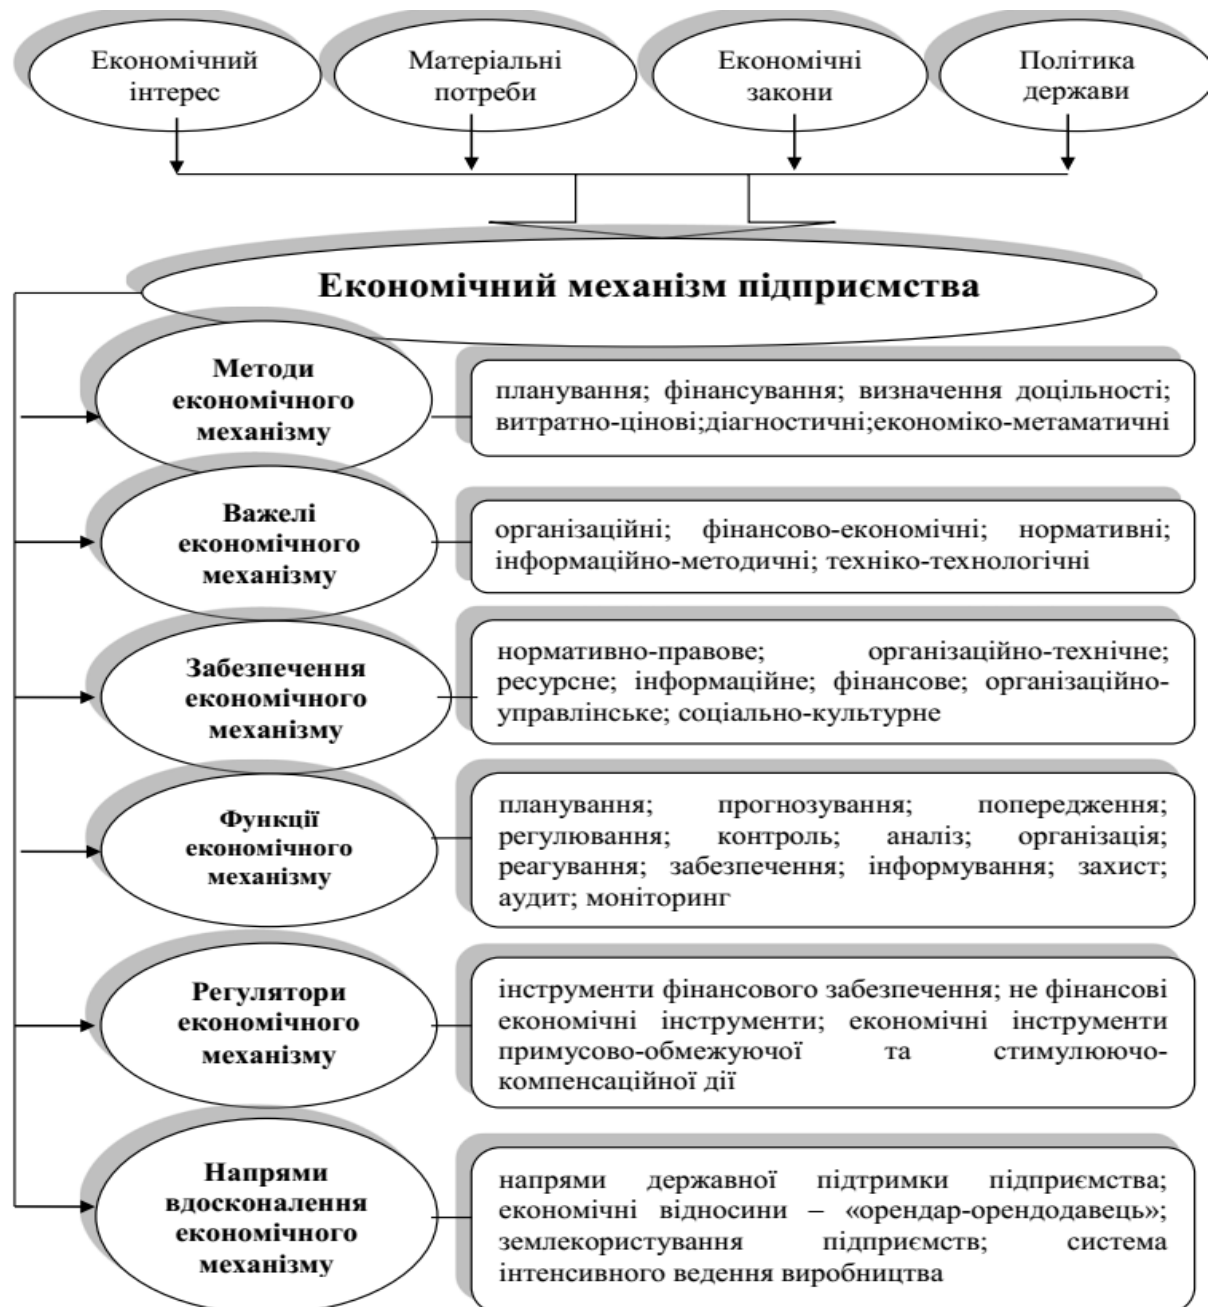 Економічний
інтерес
Матеріальні
потреби
Економічні
закони
Політика
держави
Економічний механізм підприємства
Методи
економічного
механізму
планування; фінансування; визначення доцільності;
витратно-цінові;діагностичні;економіко-метаматичні
Важелі
економічного
механізму
організаційні; фінансово-економічні; нормативні;
інформаційно-методичні; техніко-технологічні
Забезпечення
економічного
механізму
нормативно-правове; організаційно-технічне;
ресурсне; інформаційне; фінансове; організаційно-
управлінське; соціально-культурне
Функції
економічного
механізму
планування; прогнозування; попередження;
регулювання; контроль; аналіз; організація;
реагування; забезпечення; інформування; захист;
аудит; моніторинг
Регулятори
економічного
механізму
інструменти фінансового забезпечення; не фінансові
економічні інструменти; економічні інструменти
примусово-обмежуючої та стимулюючо-
компенсаційної дії
Напрями
вдосконалення
економічного
механізму
напрями державної підтримки підприємства;
економічні відносини – «орендар-орендодавець»;
землекористування підприємств; система
інтенсивного ведення виробництва